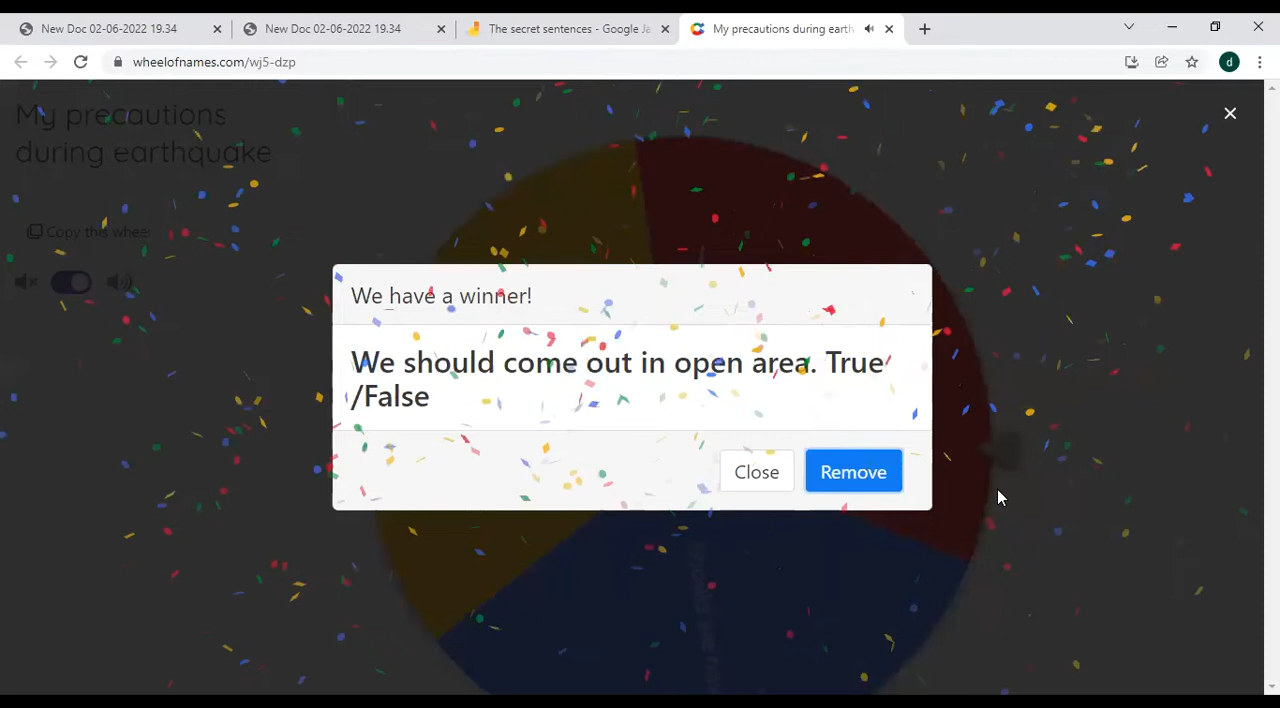 New Doc 02-06-2022 19.34
New Doc 02-06-2022 19.34
The secret sentences - Google Ja
My precautions during earth
d
wheelofnames.com/wj5-dzp
My precautions
during earthquake
Copy this whee
We have a winner!
We should come out in open area. True
/False
Close
Remove